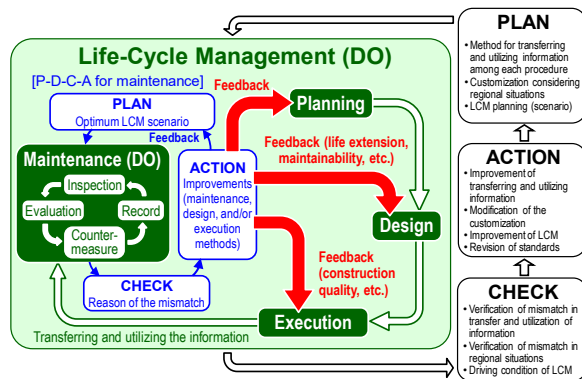 Life-Cycle Management (DO)
[P-D-C-A for maintenance]
PLAN
Optimum LCM scenario
Feedback
Feedback
Planning
Maintenance (DO)
Inspection
Evaluation
Record
Counter-
measure
ACTION
Improvements
(maintenance,
design, and/or
execution
methods)
Feedback (life extension,
maintainability, etc.)
Design
CHECK
Reason of the mismatch
Feedback
(construction
quality, etc.)
Execution
Transferring and utilizing the information
PLAN
• Method for transferring
and utilizing information
among each procedure
• Customization considering
regional situations
• LCM planning (scenario)
ACTION
• Improvement of
transferring and utilizing
information
• Modification of the
customization
• Improvement of LCM
• Revision of standards
CHECK
• Verification of mismatch in
transfer and utilization of
information
• Verification of mismatch in
regional situations
• Driving condition of LCM